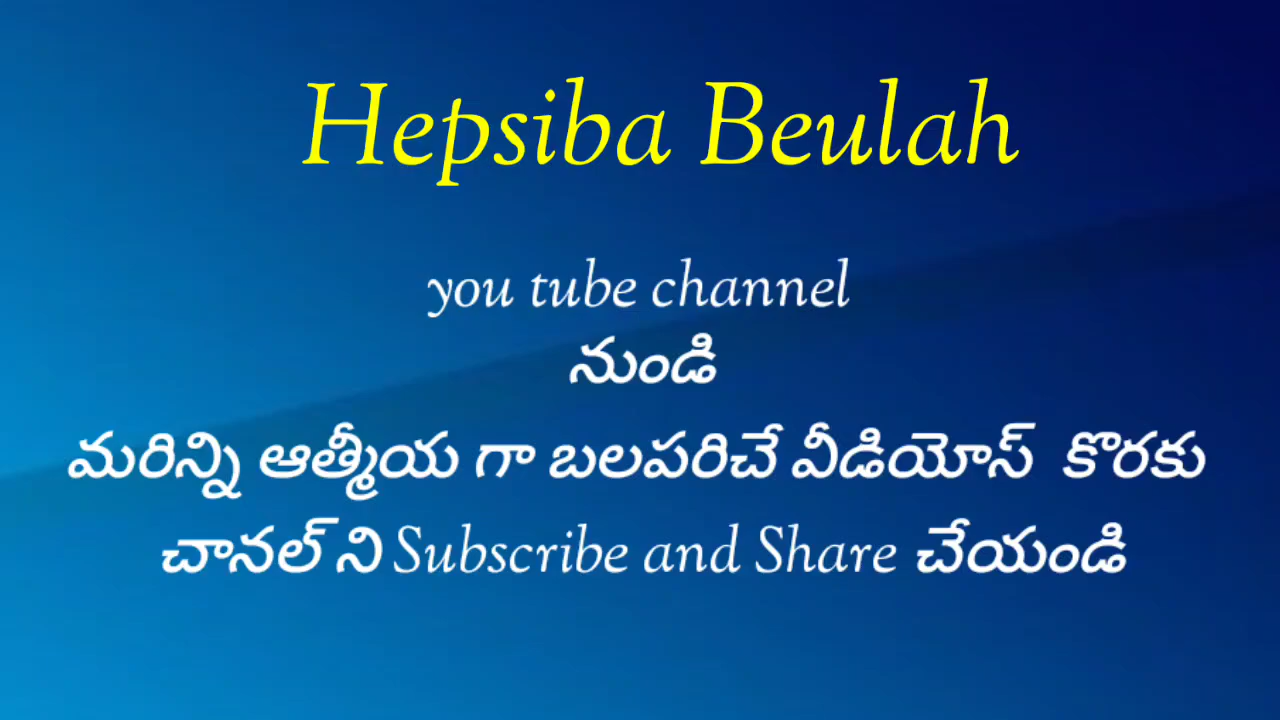 Hepsiba Beulah
you tube channel
నుండి
మరిన్ని ఆత్మీయ గా బలపరిచే వీడియోస్ కొరకు
చానల్ ని Subscribe and Share చేయండి